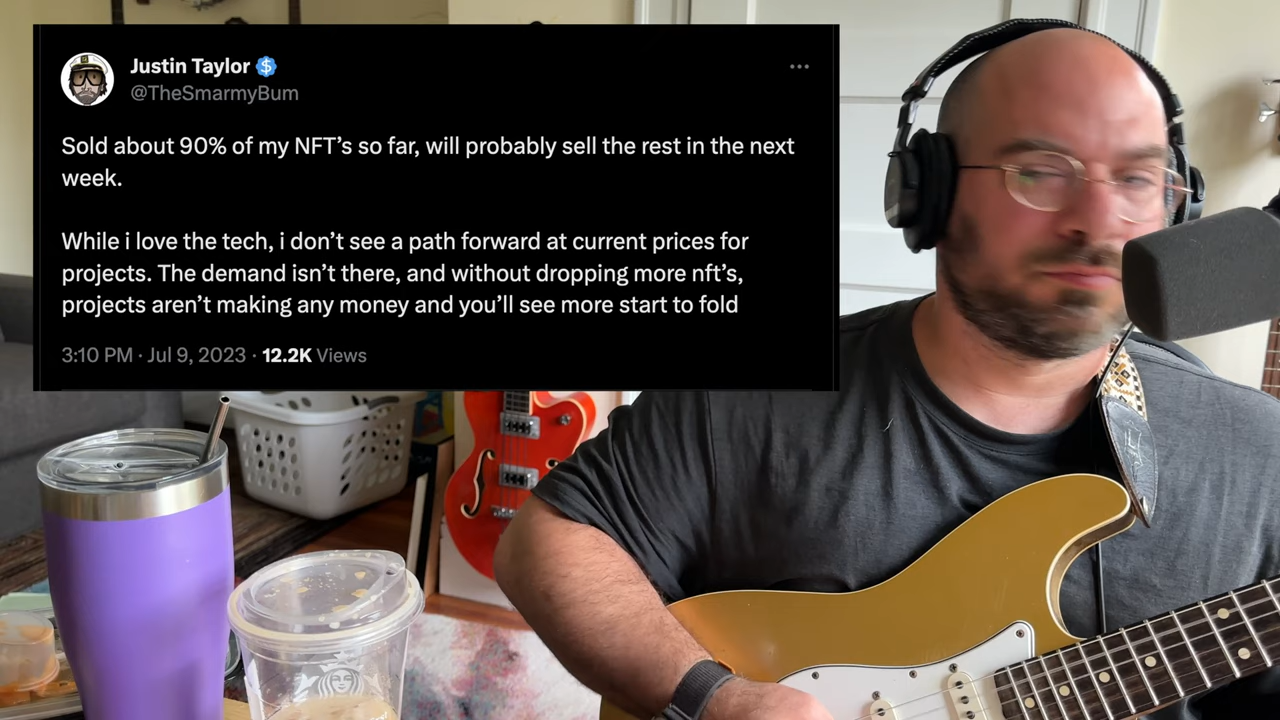 Justin Taylor
@TheSmarmyBum
Sold about 90% of my NFT’s so far, will probably sell the rest in the next
week.
While i love the tech, i don’t see a path forward at current prices for
projects. The demand isn’t there, and without dropping more nft’s,
projects aren’t making any money and you’ll see more start to fold
3:10 PM · Jul 9, 2023 · 12.2K Views